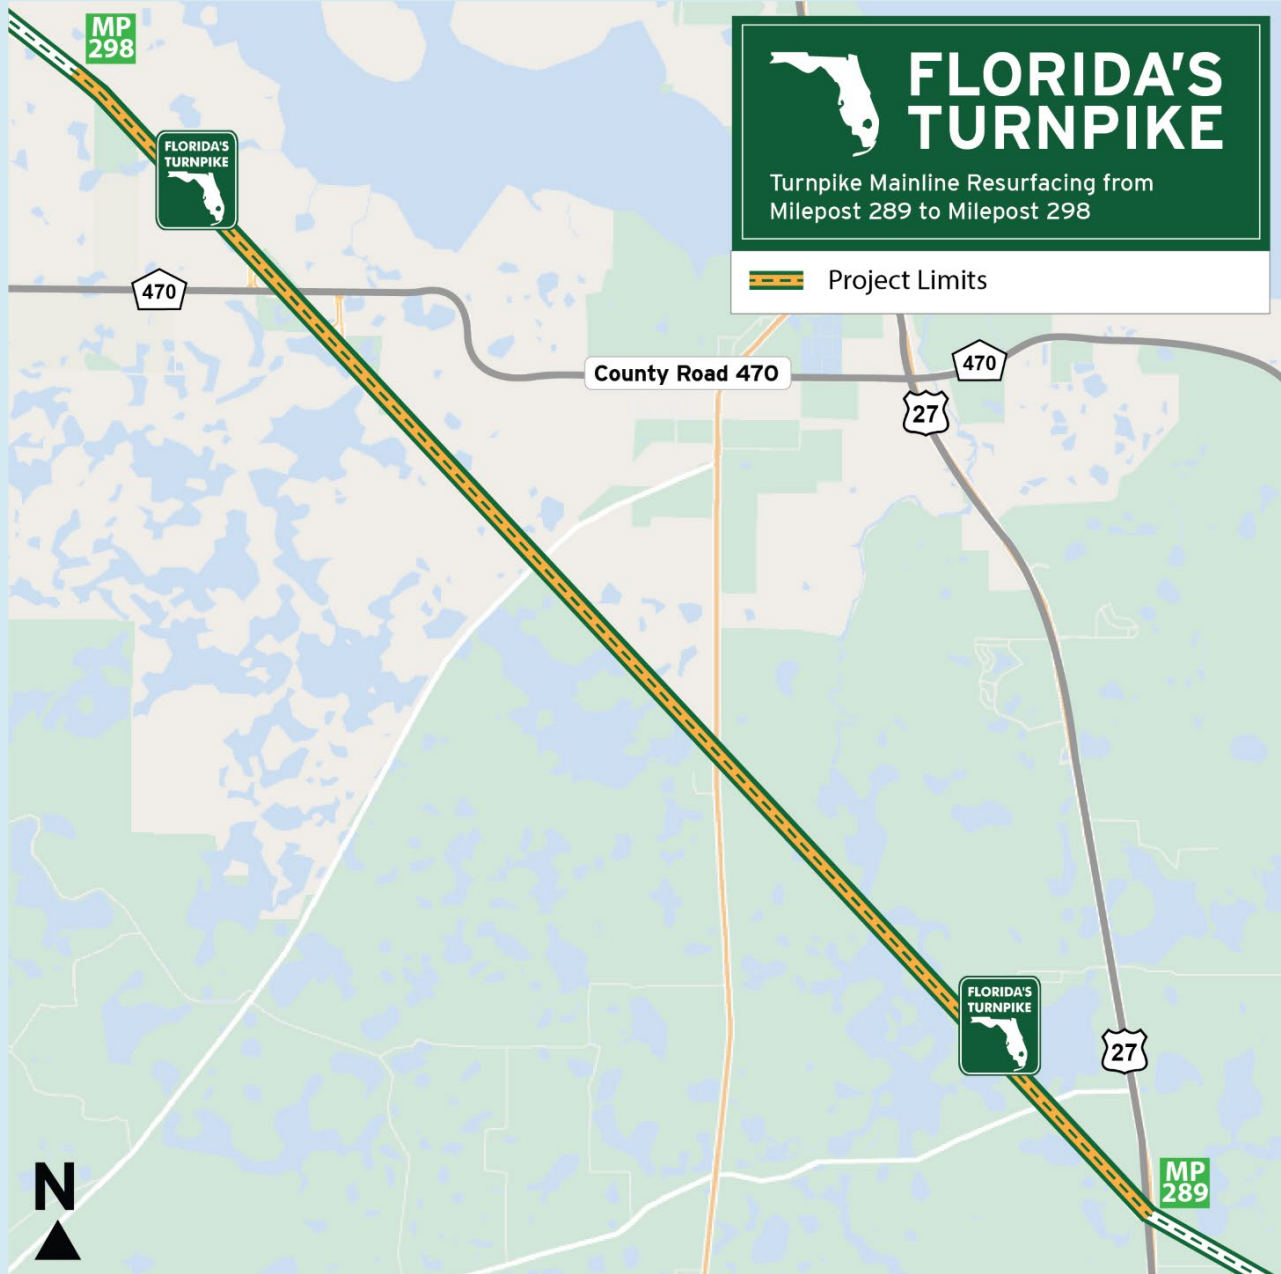 MP
298
FLORIDA'S
TURNPIKE
Turnpike Mainline Resurfacing from
Milepost 289 to Milepost 298
Project Limits
FLORIDA'S
TURNPIKE
470
County Road 470
470
27
FLORIDA'S
TURNPIKE
27
MP
289
N